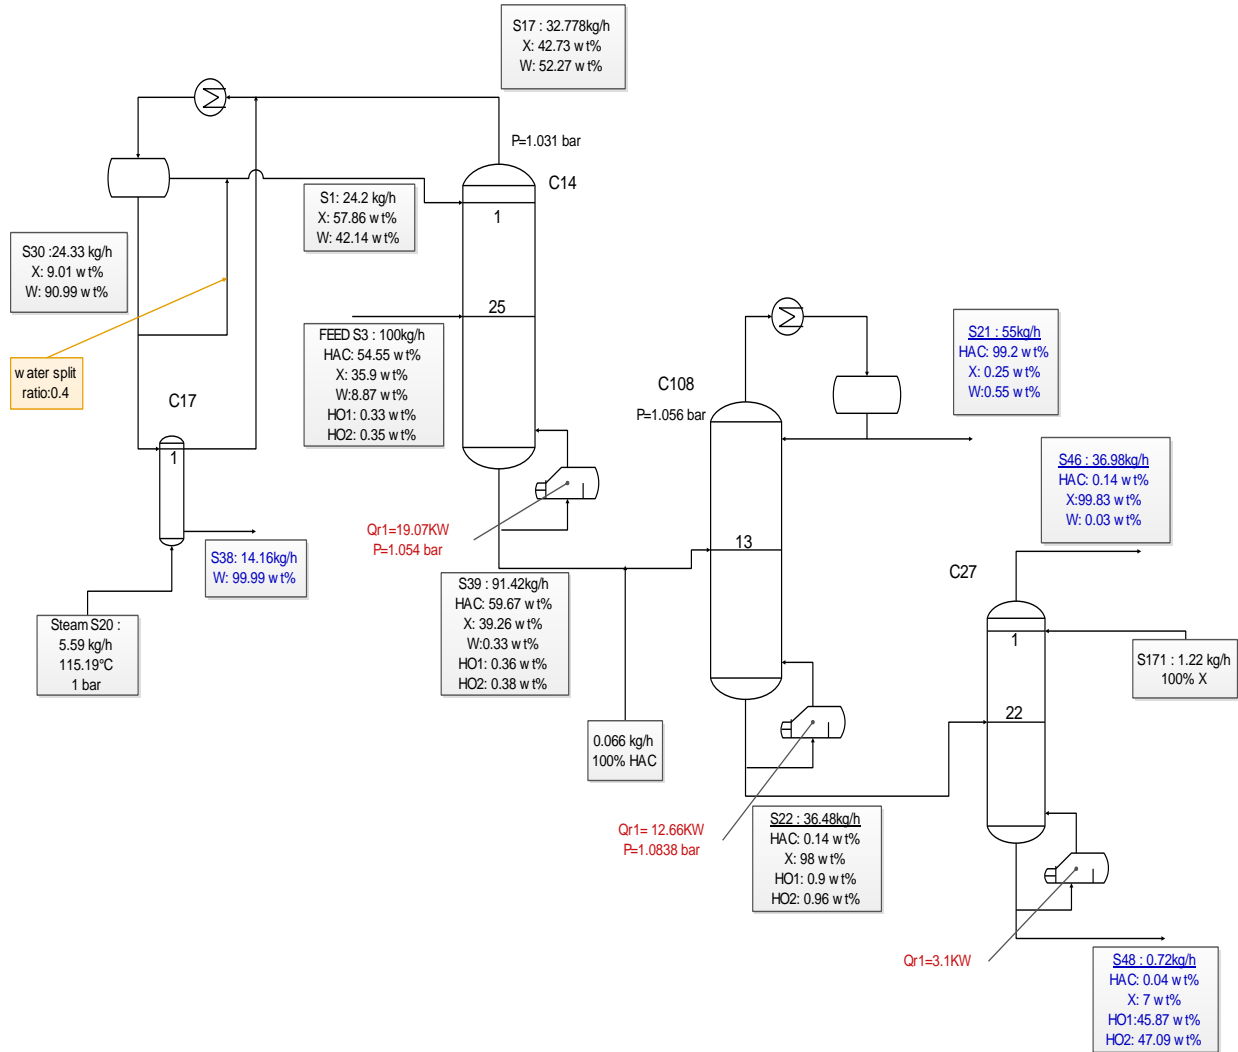 S17 : 32.778kg/h
X: 42.73 wt%
W: 52.27 wt%
P=1.031 bar
C14
S1: 24.2 kg/h
X: 57.86 wt%
W: 42.14 wt%
1
S30 :24.33 kg/h
X: 9.01 wt%
W: 90.99 wt%
25
FEED S3 : 100kg/h
HAC: 54.55 wt%
X: 35.9 wt%
W:8.87 wt%
HO1: 0.33 wt%
HO2: 0.35 wt%
water split
ratio:0.4
C17
1
S38: 14.16kg/h
W: 99.99 wt%
Steam S20 :
5.59 kg/h
115.19°C
1 bar
Qr1=19.07KW
P=1.054 bar
S39 : 91.42kg/h
HAC: 59.67 wt%
X: 39.26 wt%
W:0.33 wt%
HO1: 0.36 wt%
HO2: 0.38 wt%
0.066 kg/h
100% HAC
C108
P=1.056 bar
13
S21 : 55kg/h
HAC: 99.2 wt%
X: 0.25 wt%
W:0.55 wt%
S46 : 36.98kg/h
HAC: 0.14 wt%
X:99.83 wt%
W: 0.03 wt%
C27
1
S171 : 1.22 kg/h
100% X
22
Qr1= 12.66KW
P=1.0838 bar
S22 : 36.48kg/h
HAC: 0.14 wt%
X: 98 wt%
HO1: 0.9 wt%
HO2: 0.96 wt%
Qr1=3.1KW
S48 : 0.72kg/h
HAC: 0.04 wt%
X: 7 wt%
HO1:45.87 wt%
HO2: 47.09 wt%